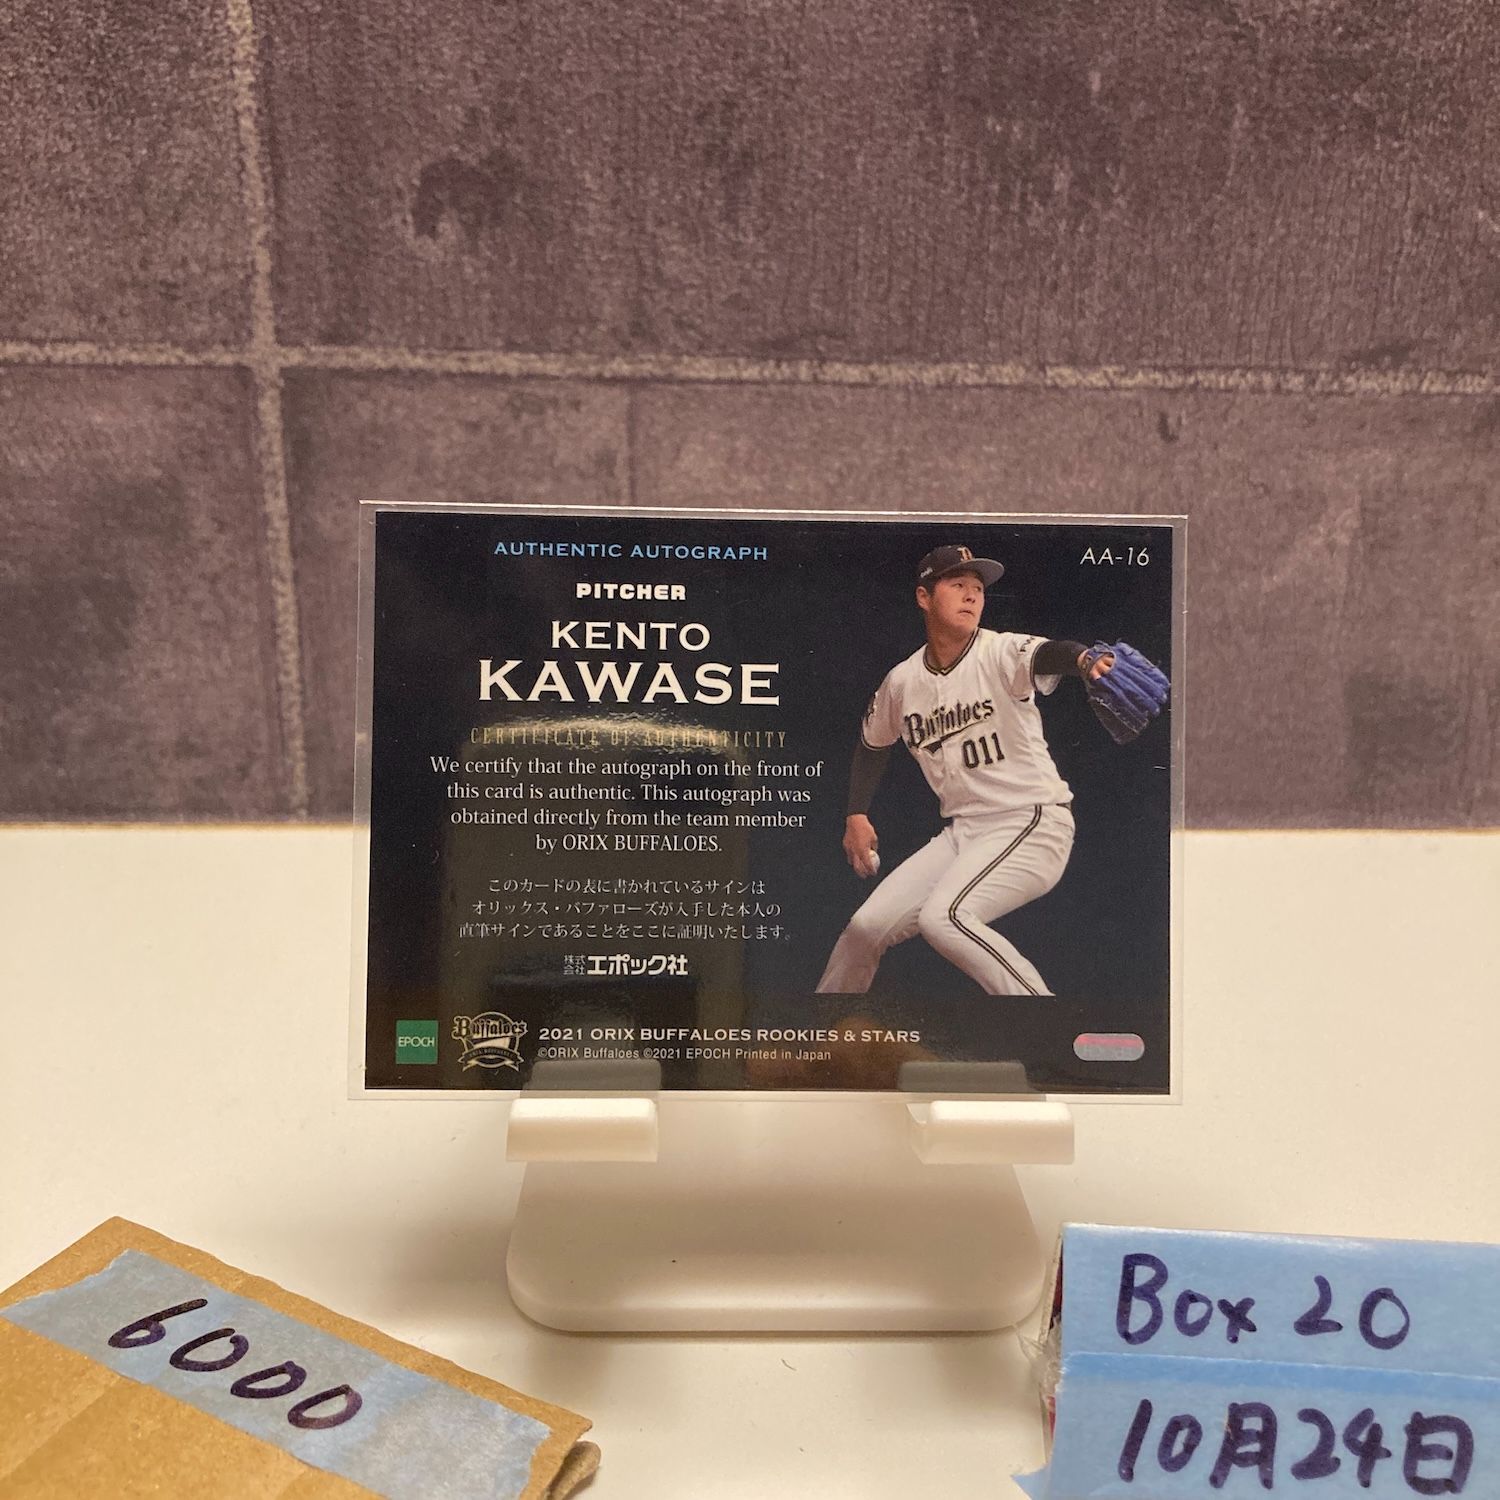 AUTHENTIC AUTOGRAPH
AA-16
PITCHER
KENTO
KAWASE
CERTIFICATE OF AUTHENTICITY
We certify that the autograph on the front of
this card is authentic. This autograph was
obtained directly from the team member
by ORIX BUFFALOES.
このカードの表に書かれているサインは
オリックス・バファローズが入手した本人の
直筆サインであることをここに証明いたします。
株式会社エポック社
Buffaloes
011
EPOCH
Buffaloes
ORIX BUFFALOES
2021 ORIX BUFFALOES ROOKIES & STARS
©ORIX Buffaloes ©2021 EPOCH Printed in Japan
6000
Box 20
10月24日